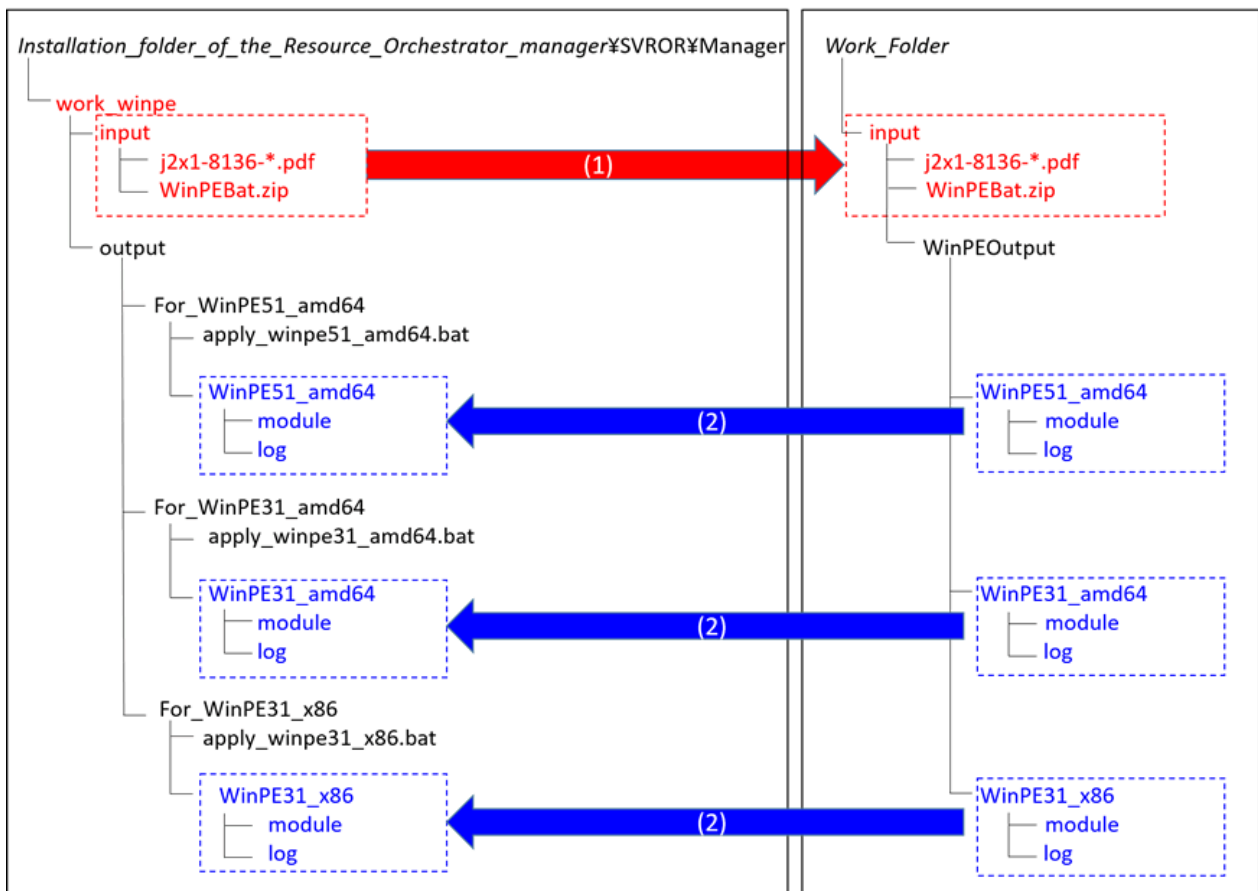 Installation_folder_of_the_Resource_Orchestrator_manager¥SVROR¥Manager
work_winpe
input
j2x1-8136-*.pdf
WinPEBat.zip
output
For_WinPE51_amd64
apply_winpe51_amd64.bat
WinPE51_amd64
module
log
For_WinPE31_amd64
apply_winpe31_amd64.bat
WinPE31_amd64
module
log
For_WinPE31_x86
apply_winpe31_x86.bat
WinPE31_x86
module
log
(1)
(2)
(2)
(2)
Work_Folder
input
j2x1-8136-*.pdf
WinPEBat.zip
WinPEOutput
WinPE51_amd64
module
log
WinPE31_amd64
module
log
WinPE31_x86
module
log